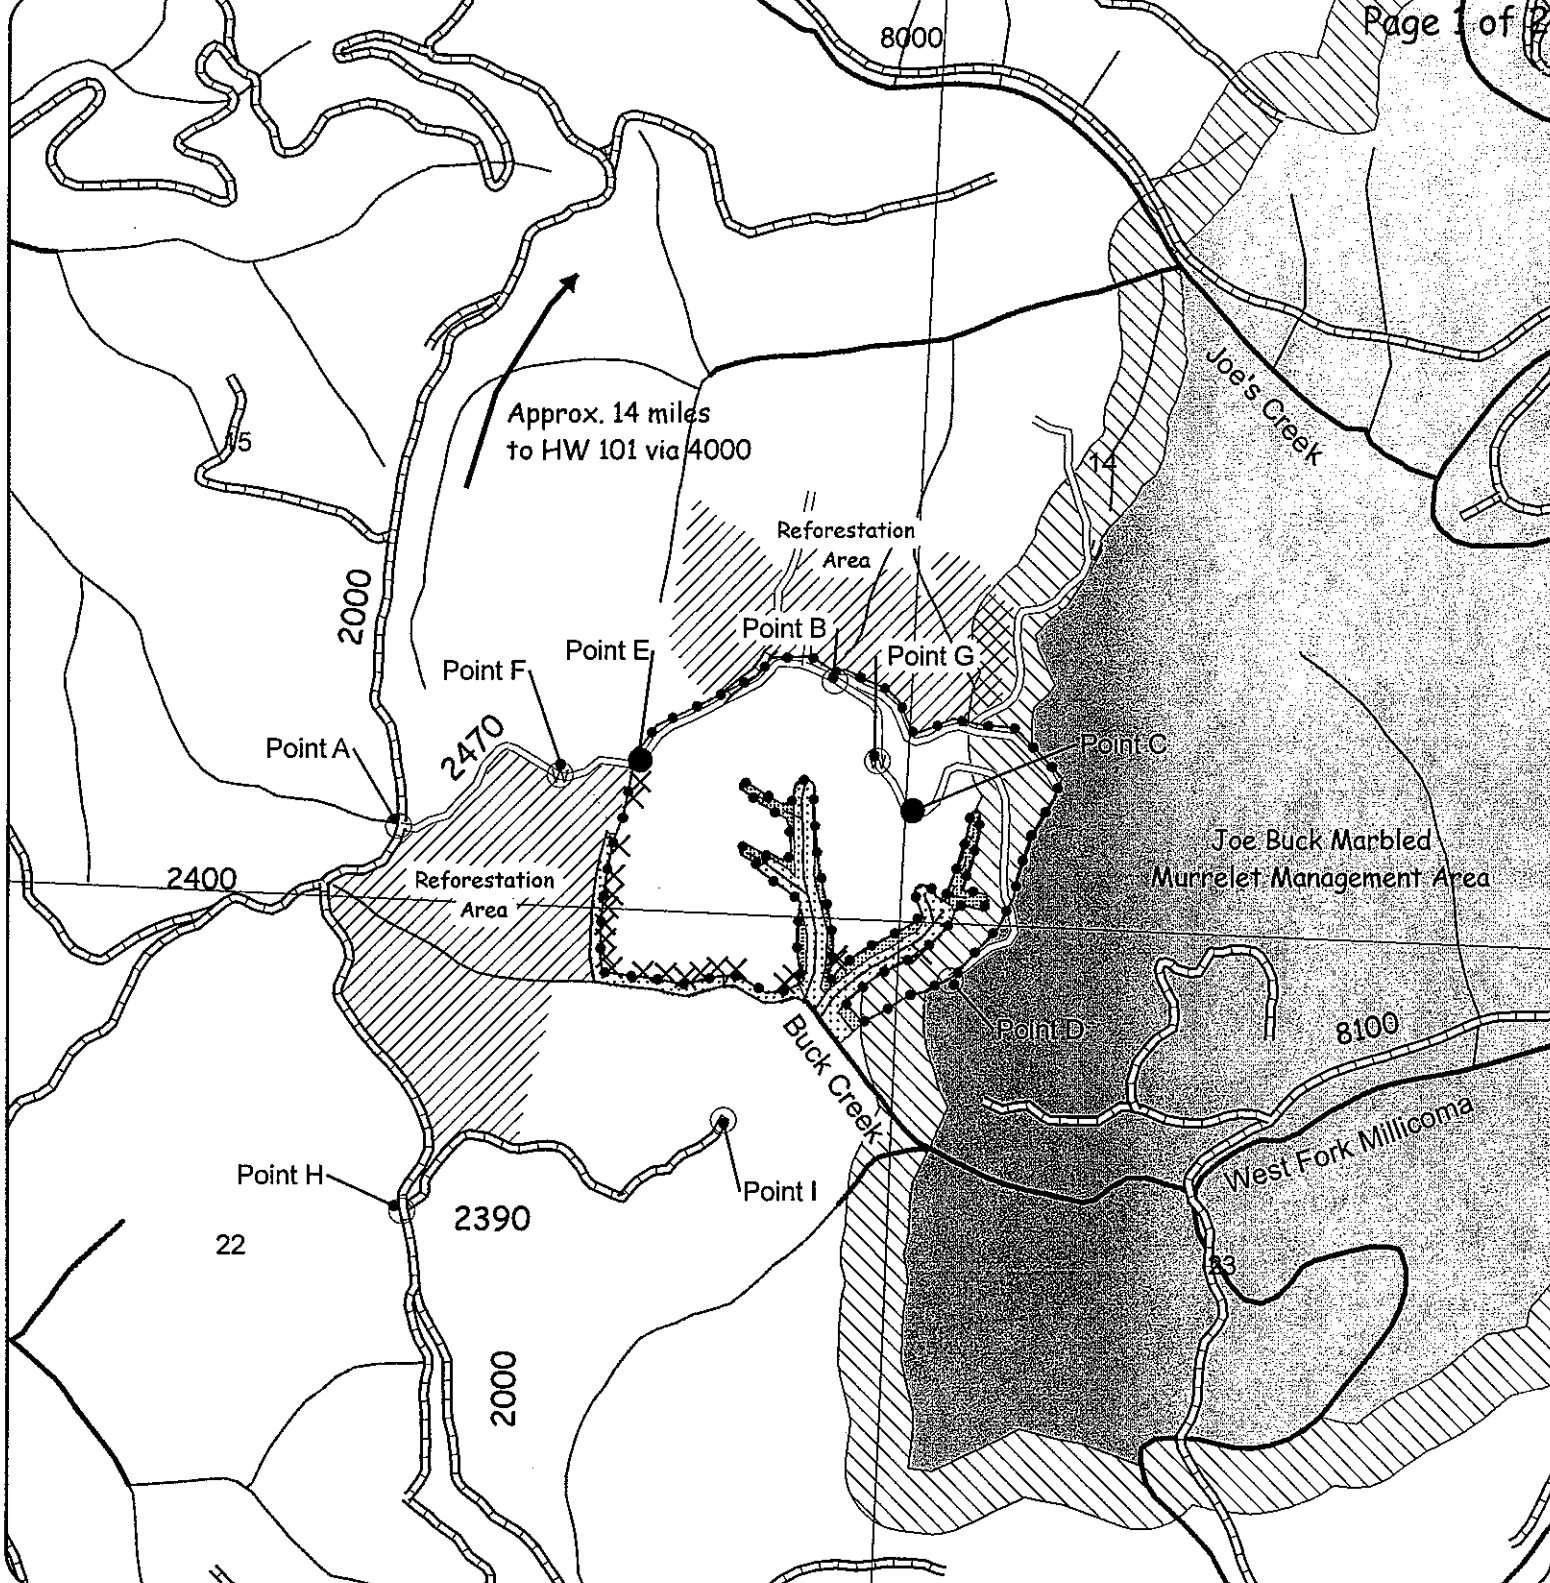 Page 1 of 2
8000
Joe's Creek
Approx. 14 miles
to HW 101 via 4000
15
14
Reforestation
Area
2000
Point B
Point E
Point G
Point F
2470
Point A
Point C
Joe Buck Marbled
Murrelet Management Area
2400
Reforestation
Area
Point D
8100
Buck Creek
West Fork Millicoma
Point H
Point I
2390
22
23
2000